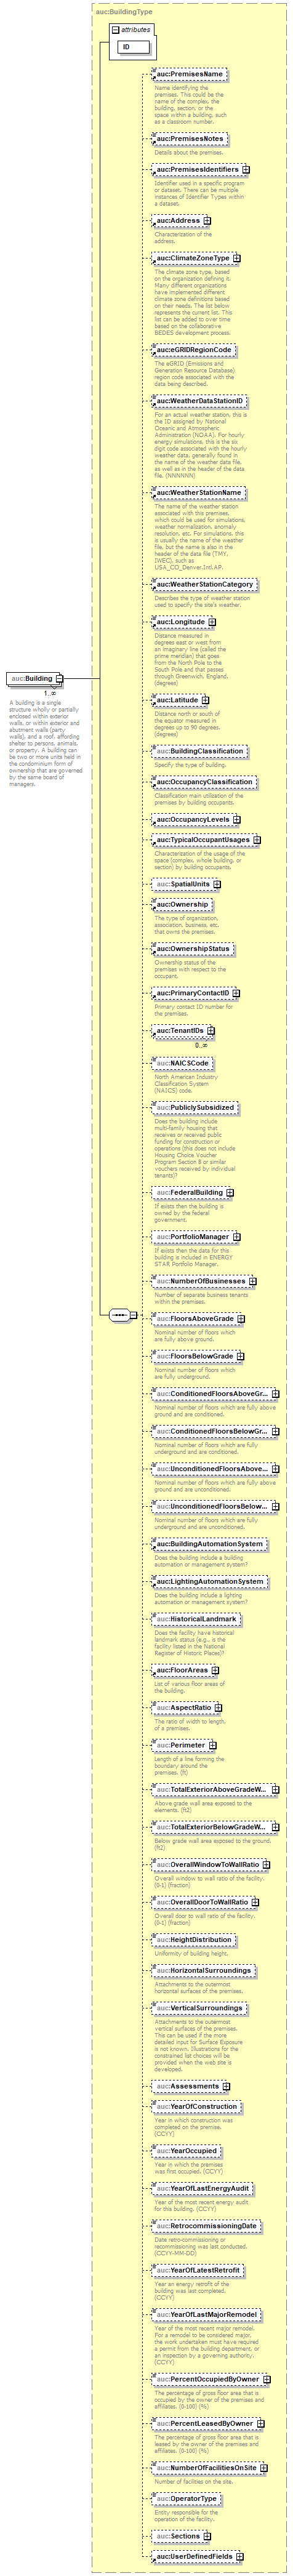 auc:BuildingType
attributes
ID
auc:PremisesName
Name identifying the
premises. This could be the
name of the complex, the
building, section, or the
space within a building, such
as a classroom number.
auc:PremisesNotes
Details about the premises.
auc:PremisesIdentifiers
Identifier used in a specific program
or dataset. There can be multiple
instances of Identifier Types within
a dataset.
auc:Address
Characterization of the
address.
auc:ClimateZoneType
The climate zone type, based
on the organization defining it.
Many different organizations
have implemented different
climate zone definitions based
on their needs. The list below
represents the current list. This
list can be added to over time
based on the collaborative
BEDES development process.
auc:eGRIDRegionCode
The eGRID (Emissions and
Generation Resource Database)
region code associated with the
data being described.
auc:WeatherDataStationID
For an actual weather station, this is
the ID assigned by National
Oceanic and Atmospheric
Administration (NOAA). For hourly
energy simulations, this is the six
digit code associated with the hourly
weather data, generally found in
the name of the weather data file,
as well as in the header of the data
file. (NNNNNN)
auc:WeatherStationName
The name of the weather station
associated with this premises,
which could be used for simulations,
weather normalization, anomaly
resolution, etc. For simulations, this
is usually the name of the weather
file, but the name is also in the
header of the data file (TMY,
IWEC), such as
USA_CO_Denver.Intl.AP.
auc:WeatherStationCategory
Describes the type of weather station
used to specify the site's weather.
auc:Longitude
Distance measured in
degrees east or west from
an imaginary line (called the
prime meridian) that goes
from the North Pole to the
South Pole and that passes
through Greenwich, England.
(degrees)
auc:Building
1..∞
A building is a single
structure wholly or partially
enclosed within exterior
walls, or within exterior and
abutment walls (party
walls), and a roof, affording
shelter to persons, animals,
or property. A building can
be two or more units held in
the condominium form of
ownership that are governed
by the same board of
managers.
auc:Latitude
Distance north or south of
the equator measured in
degrees up to 90 degrees.
(degrees)
auc:BuildingClassification
Specify the type of building.
auc:OccupancyClassification
Classification main utilization of the
premises by building occupants.
auc:OccupancyLevels
auc:TypicalOccupantUsages
Characterization of the usage of the
space (complex, whole building, or
section) by building occupants.
auc:SpatialUnits
auc:Ownership
The type of organization,
association, business, etc.
that owns the premises.
auc:OwnershipStatus
Ownership status of the
premises with respect to the
occupant.
auc:PrimaryContactID
Primary contact ID number for
the premises.
auc:TenantIDs
0..∞
auc:NAICSCode
North American Industry
Classification System
(NAICS) code.
auc:PubliclySubsidized
Does the building include
multi-family housing that
receives or received public
funding for construction or
operations (this does not include
Housing Choice Voucher
Program Section 8 or similar
vouchers received by individual
tenants)?
auc:FederalBuilding
If exists then the building is
owned by the federal
government.
auc:PortfolioManager
If exists then the data for this
building is included in ENERGY
STAR Portfolio Manager.
auc:NumberOfBusinesses
Number of separate business tenants
within the premises.
auc:FloorsAboveGrade
Nominal number of floors which
are fully above ground.
auc:FloorsBelowGrade
Nominal number of floors which
are fully underground.
auc:ConditionedFloorsAboveGr...
Nominal number of floors which are fully above
ground and are conditioned.
auc:ConditionedFloorsBelowGr...
Nominal number of floors which are fully
underground and are conditioned.
auc:UnconditionedFloorsAbove...
Nominal number of floors which are fully above
ground and are unconditioned.
auc:UnconditionedFloorsBelow...
Nominal number of floors which are fully
underground and are unconditioned.
auc:BuildingAutomationSystem
Does the building include a building
automation or management system?
auc:LightingAutomationSystem
Does the building include a lighting
automation or management system?
auc:HistoricalLandmark
Does the facility have historical
landmark status (e.g., is the
facility listed in the National
Register of Historic Places)?
auc:FloorAreas
List of various floor areas of
the building.
auc:AspectRatio
The ratio of width to length,
of a premises.
auc:Perimeter
Length of a line forming the
boundary around the
premises. (ft)
auc:TotalExteriorAboveGradeW...
Above grade wall area exposed to the
elements. (ft2)
auc:TotalExteriorBelowGradeW...
Below grade wall area exposed to the ground.
(ft2)
auc:OverallWindowToWallRatio
Overall window to wall ratio of the facility.
(0-1) (fraction)
auc:OverallDoorToWallRatio
Overall door to wall ratio of the facility.
(0-1) (fraction)
auc:HeightDistribution
Uniformity of building height.
auc:HorizontalSurroundings
Attachments to the outermost
horizontal surfaces of the premises.
auc:VerticalSurroundings
Attachments to the outermost
vertical surfaces of the premises.
This can be used if the more
detailed input for Surface Exposure
is not known. Illustrations for the
constrained list choices will be
provided when the web site is
developed.
auc:Assessments
auc:YearOfConstruction
Year in which construction was
completed on the premise.
(CCYY)
auc:YearOccupied
Year in which the premises
was first occupied. (CCYY)
auc:YearOfLastEnergyAudit
Year of the most recent energy audit
for this building. (CCYY)
auc:RetrocommissioningDate
Date retro-commissioning or
recommissioning was last conducted.
(CCYY-MM-DD)
auc:YearOfLatestRetrofit
Year an energy retrofit of the
building was last completed.
(CCYY)
auc:YearOfLastMajorRemodel
Year of the most recent major remodel.
For a remodel to be considered major,
the work undertaken must have required
a permit from the building department, or
an inspection by a governing authority.
(CCYY)
auc:PercentOccupiedByOwner
The percentage of gross floor area that is
occupied by the owner of the premises and
affiliates. (0-100) (%)
auc:PercentLeasedByOwner
The percentage of gross floor area that is
leased by the owner of the premises and
affiliates. (0-100) (%)
auc:NumberOfFacilitiesOnSite
Number of facilities on the site.
auc:OperatorType
Entity responsible for the
operation of the facility.
auc:Sections
auc:UserDefinedFields